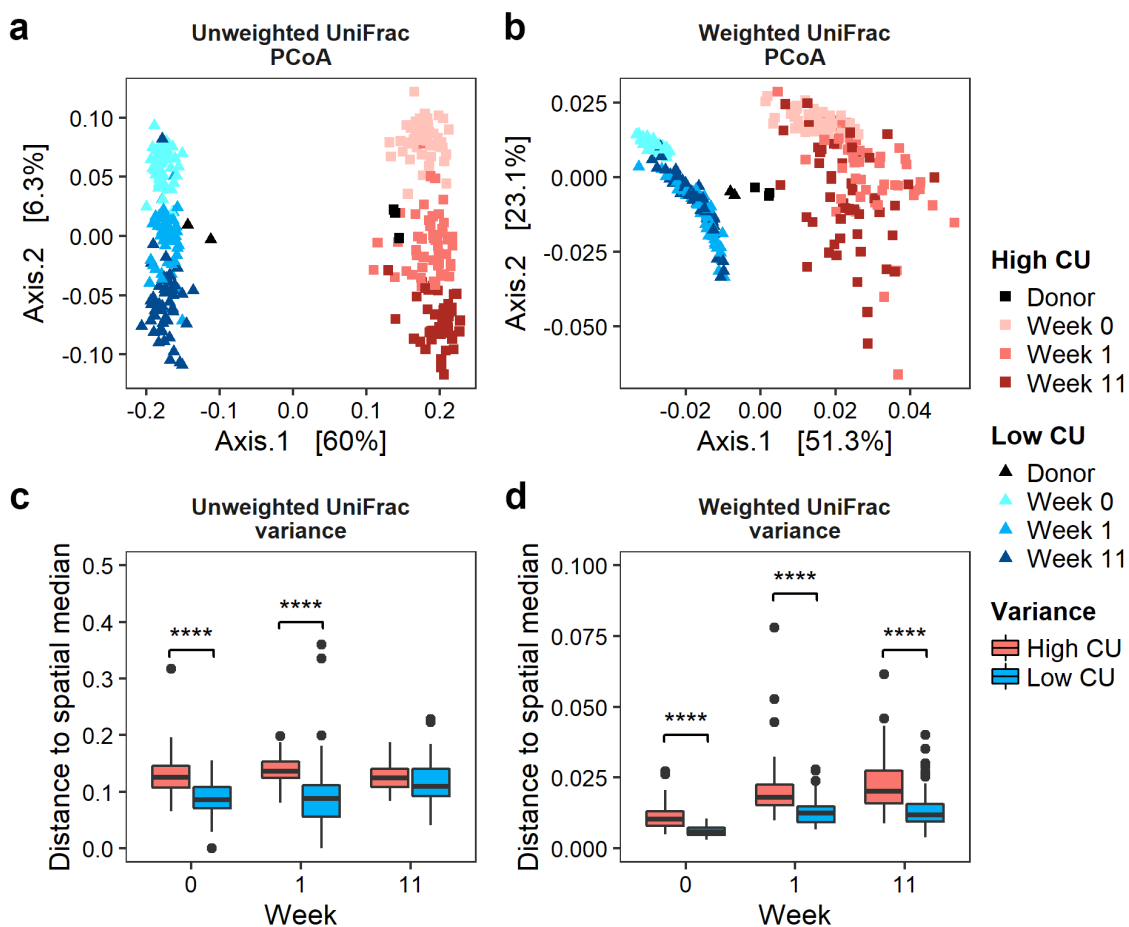 a
Unweighted UniFrac
PCoA
Axis.2 [6.3%]
0.10
0.05
0.00
-0.05
-0.10
-0.2
-0.1
0.0
0.1
0.2
Axis.1 [60%]
b
Weighted UniFrac
PCoA
Axis.2 [23.1%]
0.025
0.000
-0.025
-0.050
-0.02
0.00
0.02
0.04
Axis.1 [51.3%]
High CU
Donor
Week 0
Week 1
Week 11
Low CU
Donor
Week 0
Week 1
Week 11
Variance
High CU
Low CU
c
Unweighted UniFrac
variance
Distance to spatial median
0.5
0.4
0.3
0.2
0.1
0.0
****
****
0
1
11
Week
d
Weighted UniFrac
variance
Distance to spatial median
0.100
0.075
0.050
0.025
0.000
****
****
****
0
1
11
Week